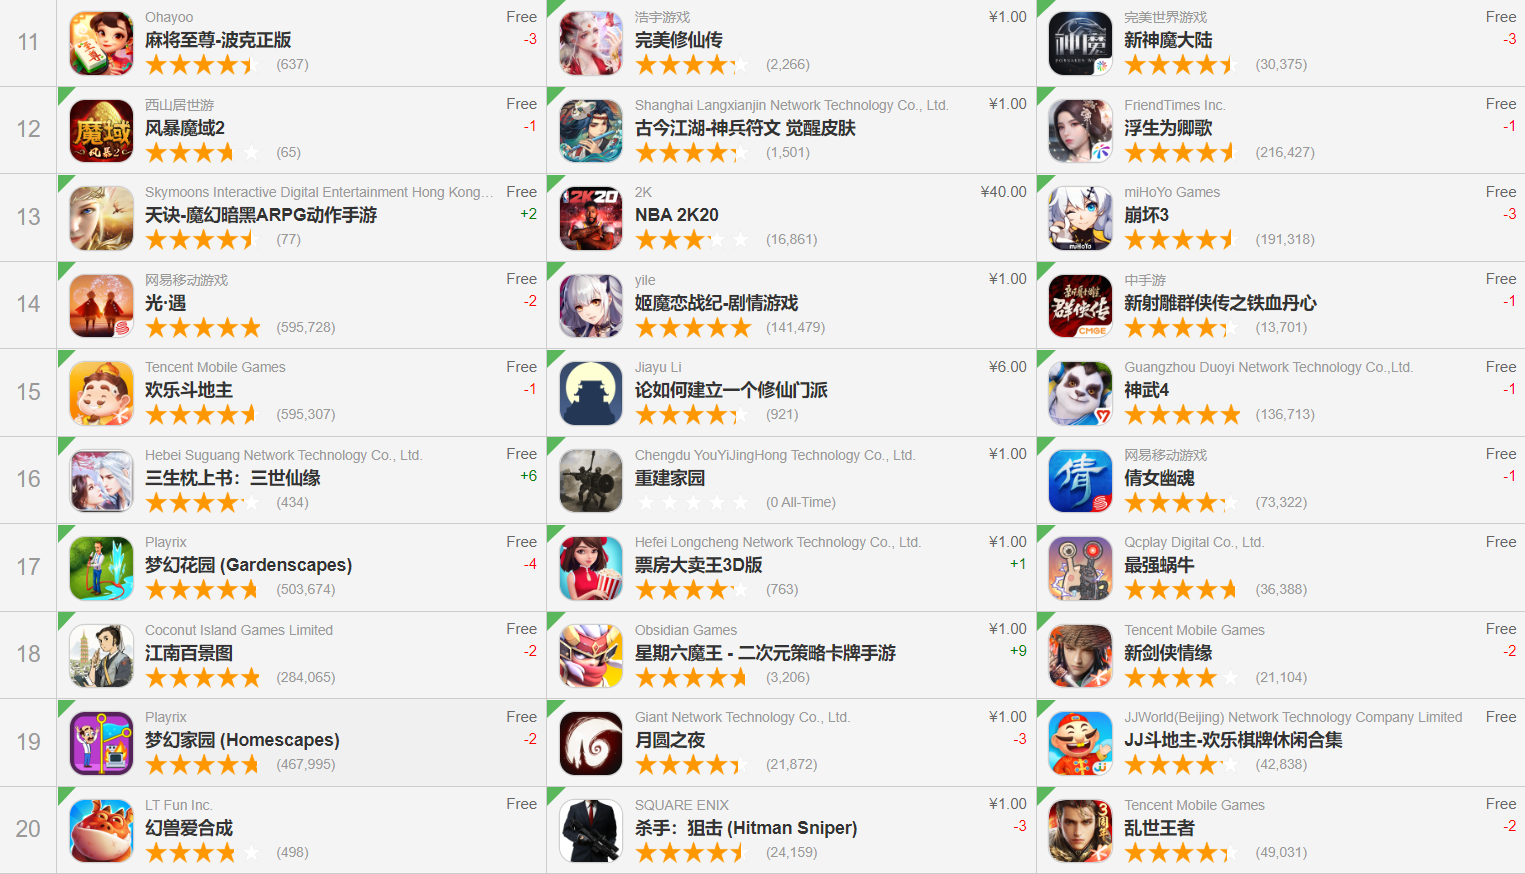 11
Ohayoo
Free
麻将至尊-波克正版
-3
(637)
浩宇游戏
¥1.00
完美修仙传
(2,266)
完美世界游戏
Free
新神魔大陆
-3
(30,375)
12
西山居世游
Free
风暴魔域2
-1
(65)
Shanghai Langxianjin Network Technology Co., Ltd.
¥1.00
古今江湖-神兵符文 觉醒皮肤
(1,501)
FriendTimes Inc.
Free
浮生为卿歌
-1
(216,427)
13
Skymoons Interactive Digital Entertainment Hong Kong...
Free
天诀-魔幻暗黑ARPG动作手游
+2
(77)
2K
¥40.00
NBA 2K20
(16,861)
miHoYo Games
Free
崩坏3
-3
(191,318)
14
网易移动游戏
Free
光·遇
-2
(595,728)
yile
¥1.00
姬魔恋战纪-剧情游戏
(141,479)
中手游
Free
新射雕群侠传之铁血丹心
-1
(13,701)
15
Tencent Mobile Games
Free
欢乐斗地主
-1
(595,307)
Jiayu Li
¥6.00
论如何建立一个修仙门派
(921)
Guangzhou Duoyi Network Technology Co.,Ltd.
Free
神武4
-1
(136,713)
16
Hebei Suguang Network Technology Co., Ltd.
Free
三生枕上书：三世仙缘
+6
(434)
Chengdu YouYiJingHong Technology Co., Ltd.
¥1.00
重建家园
(0 All-Time)
网易移动游戏
Free
倩女幽魂
-1
(73,322)
17
Playrix
Free
梦幻花园 (Gardenscapes)
-4
(503,674)
Hefei Longcheng Network Technology Co., Ltd.
¥1.00
票房大卖王3D版
+1
(763)
Qcplay Digital Co., Ltd.
Free
最强蜗牛
(36,388)
18
Coconut Island Games Limited
Free
江南百景图
-2
(284,065)
Obsidian Games
¥1.00
星期六魔王 - 二次元策略卡牌手游
+9
(3,206)
Tencent Mobile Games
Free
新剑侠情缘
-2
(21,104)
19
Playrix
Free
梦幻家园 (Homescapes)
-2
(467,995)
Giant Network Technology Co., Ltd.
¥1.00
月圆之夜
-3
(21,872)
JJWorld(Beijing) Network Technology Company Limited
Free
JJ斗地主-欢乐棋牌休闲合集
(42,838)
20
LT Fun Inc.
Free
幻兽爱合成
(498)
SQUARE ENIX
¥1.00
杀手：狙击 (Hitman Sniper)
-3
(24,159)
Tencent Mobile Games
Free
乱世王者
-2
(49,031)